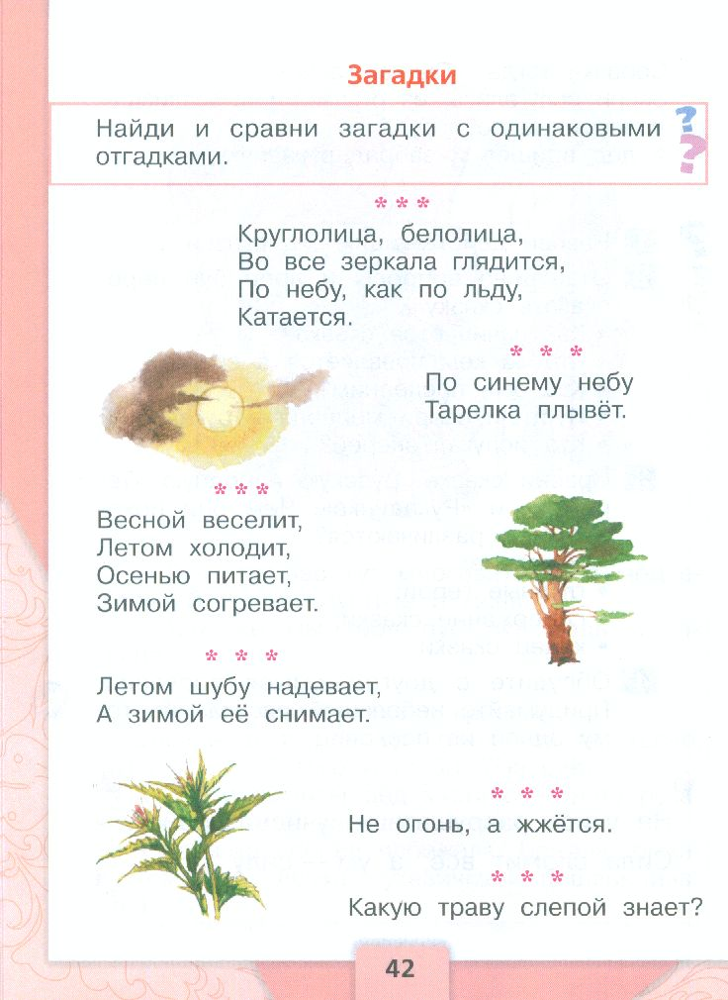 Загадки
Найди и сравни загадки с одинаковыми
отгадками.
? ?
* * *
Круглолица, белолица,
Во все зеркала глядится,
По небу, как по льду,
Катается.
* * *
По синему небу
Тарелка плывёт.
* * *
Весной веселит,
Летом холодит,
Осенью питает,
Зимой согревает.
* * *
Летом шубу надевает,
А зимой её снимает.
* * *
Не огонь, а жжётся.
* * *
Какую траву слепой знает?
42